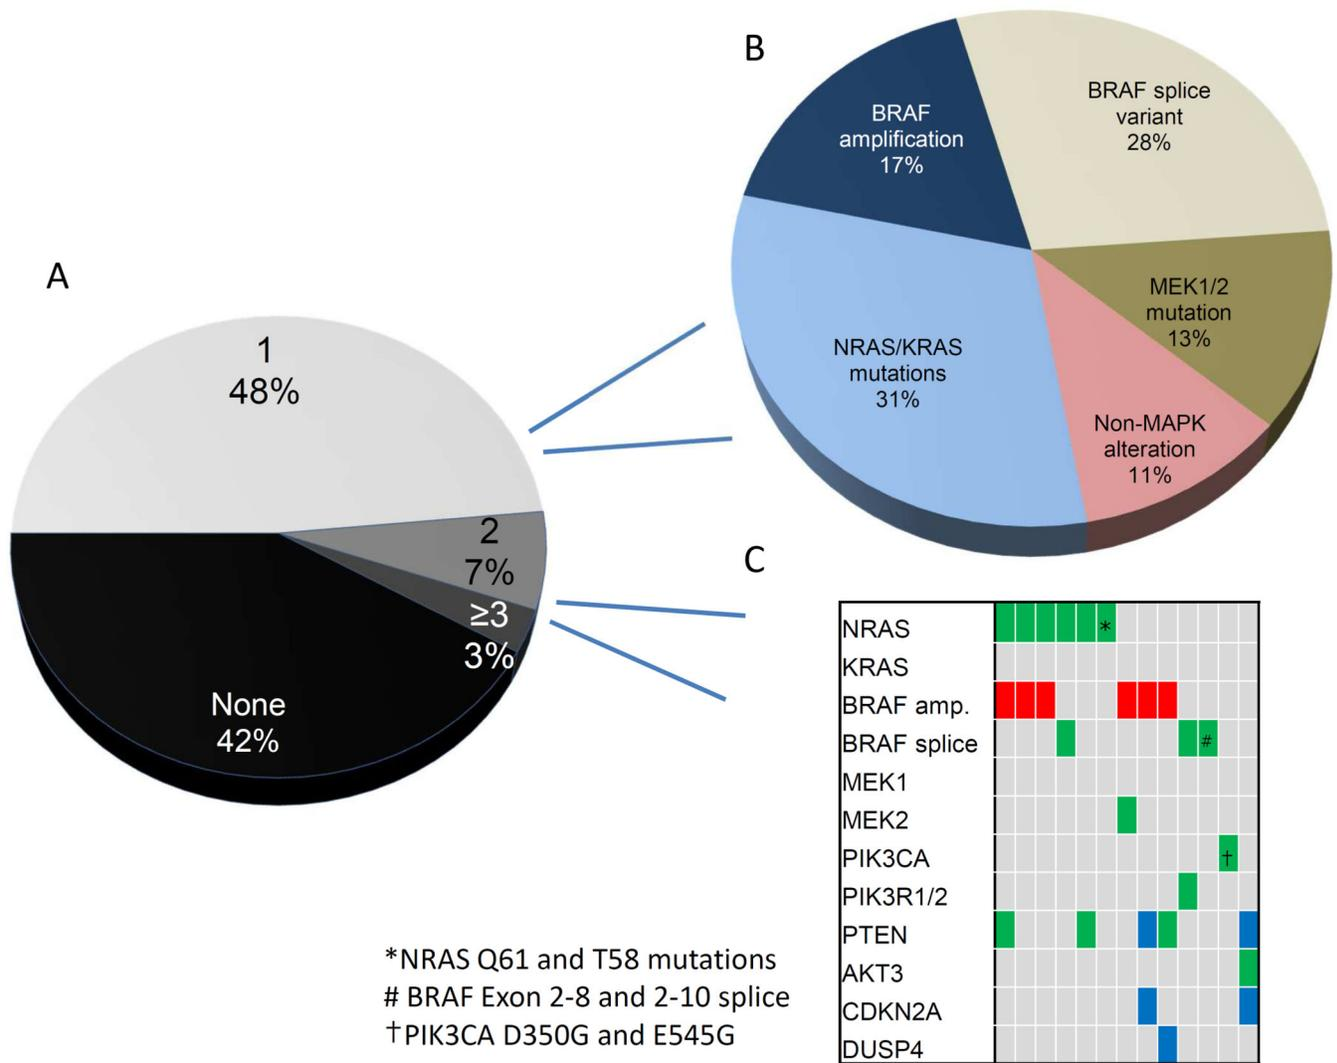 A
1
48%
2
7%
≥3
3%
None
42%
B
BRAF
amplification
17%
BRAF splice
variant
28%
MEK1/2
mutation
13%
Non-MAPK
alteration
11%
NRAS/KRAS
mutations
31%
C
NRAS
*
KRAS
BRAF amp.
BRAF splice
#
MEK1
MEK2
PIK3CA
†
PIK3R1/2
PTEN
AKT3
CDKN2A
DUSP4
*NRAS Q61 and T58 mutations
# BRAF Exon 2-8 and 2-10 splice
†PIK3CA D350G and E545G